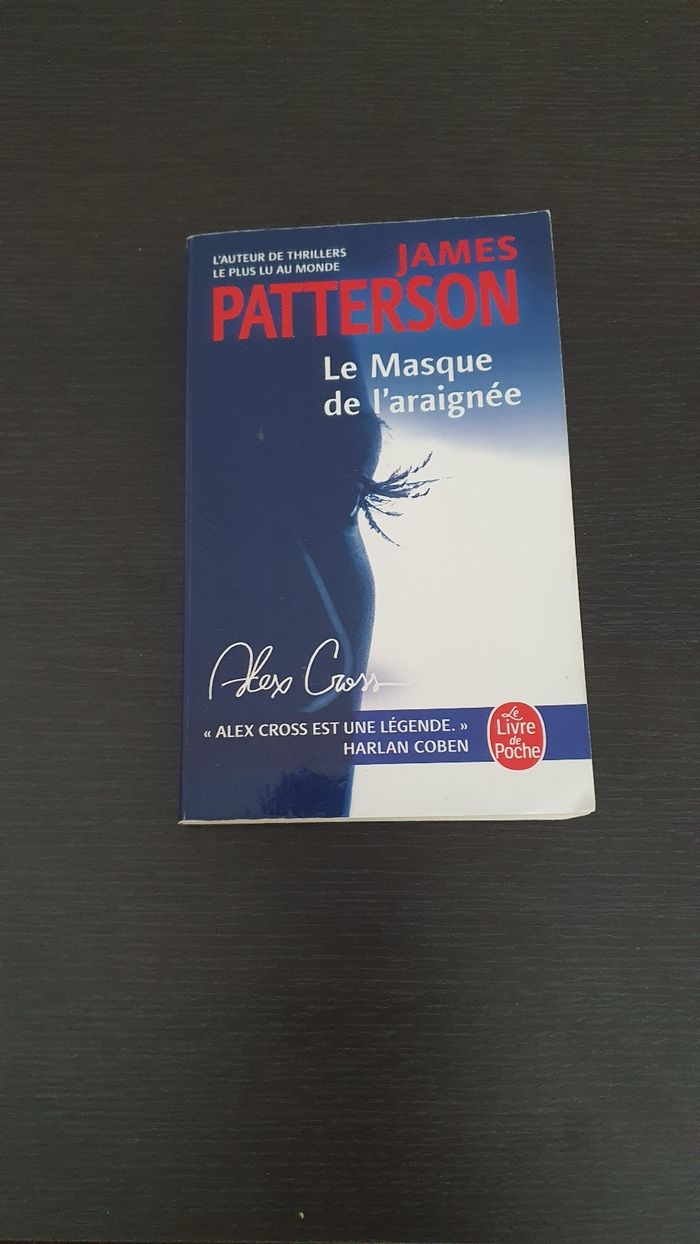 L'AUTEUR DE THRILLERS
LE PLUS LU AU MONDE
JAMES
PATTERSON
Le Masque
de l'araignée
Alex Cross
« ALEX CROSS EST UNE LÉGENDE. »
HARLAN COBEN
Le
Livre
de
Poche